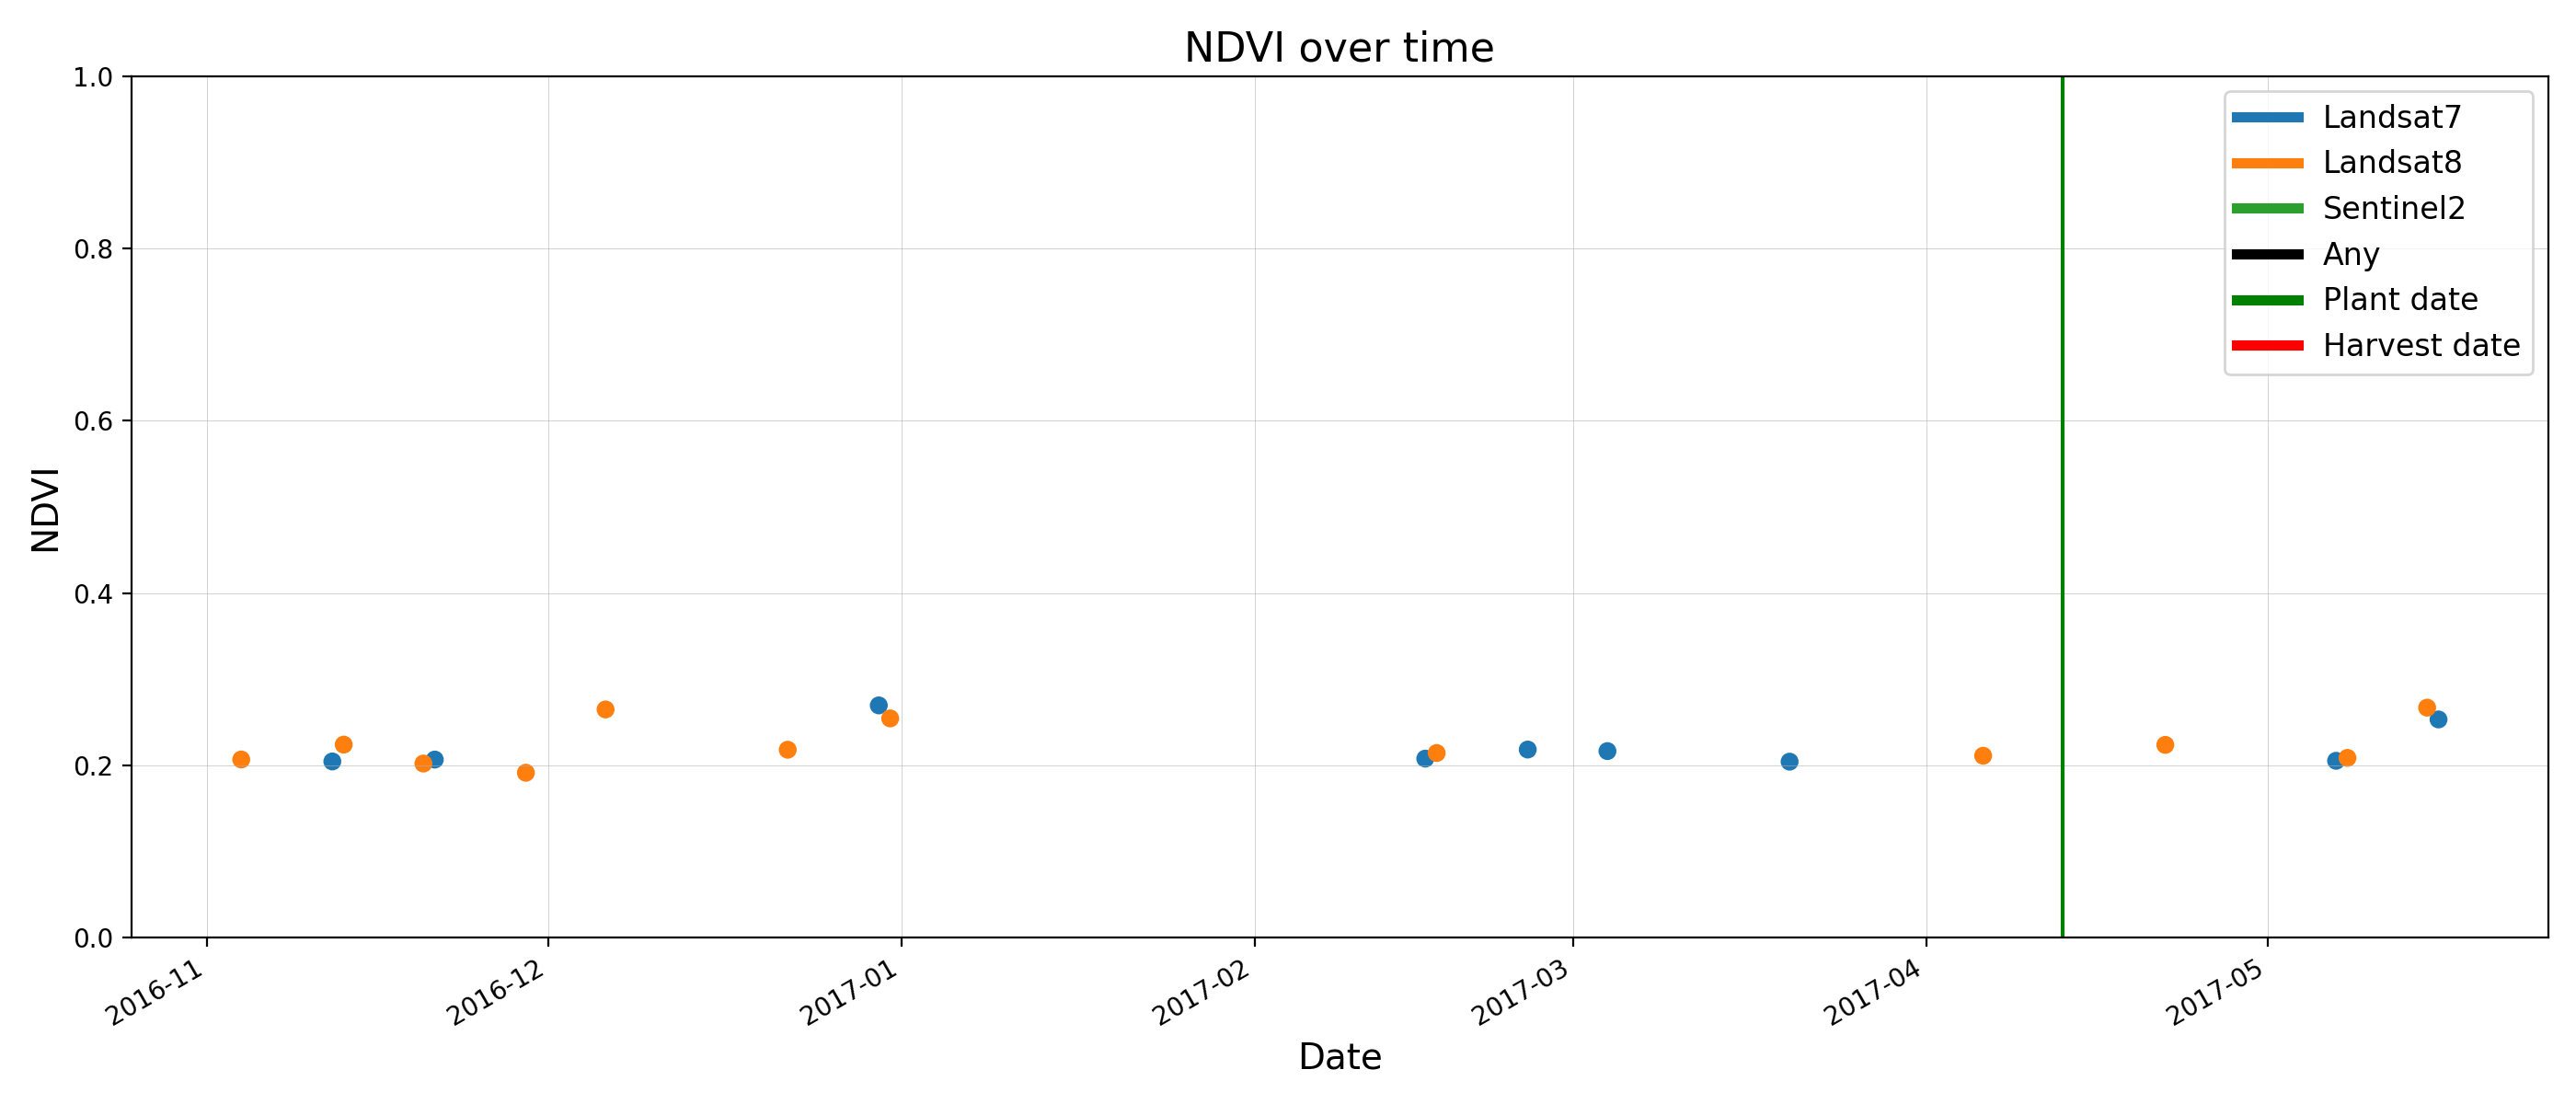 NDVI over time
1.0
0.8
0.6
0.4
0.2
0.0
NDVI
Landsat7
Landsat8
Sentinel2
Any
Plant date
Harvest date
2016-11
2016-12
2017-01
2017-02
2017-03
2017-04
2017-05
Date